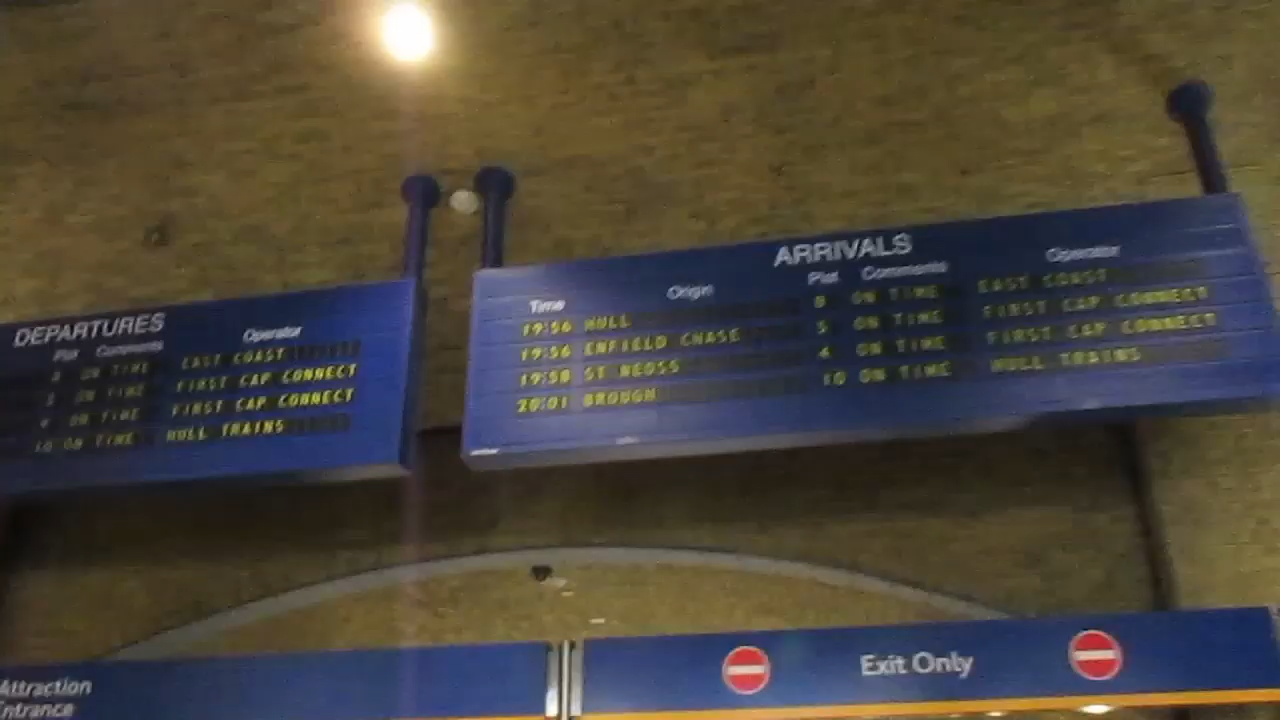 DEPARTURES
Plat Comments Operator
ON TIME EAST COAST
ON TIME FIRST CAP CONNECT
ON TIME FIRST CAP CONNECT
10 ON TIME HULL TRAINS
ARRIVALS
Time Origin Plat Comments Operator
19:56 HULL 8 ON TIME EAST COAST
19:56 ENFIELD CHASE 5 ON TIME FIRST CAP CONNECT
19:58 ST NEOSS 4 ON TIME FIRST CAP CONNECT
20:01 BROUGH 10 ON TIME HULL TRAINS
Attraction
Entrance
Exit Only